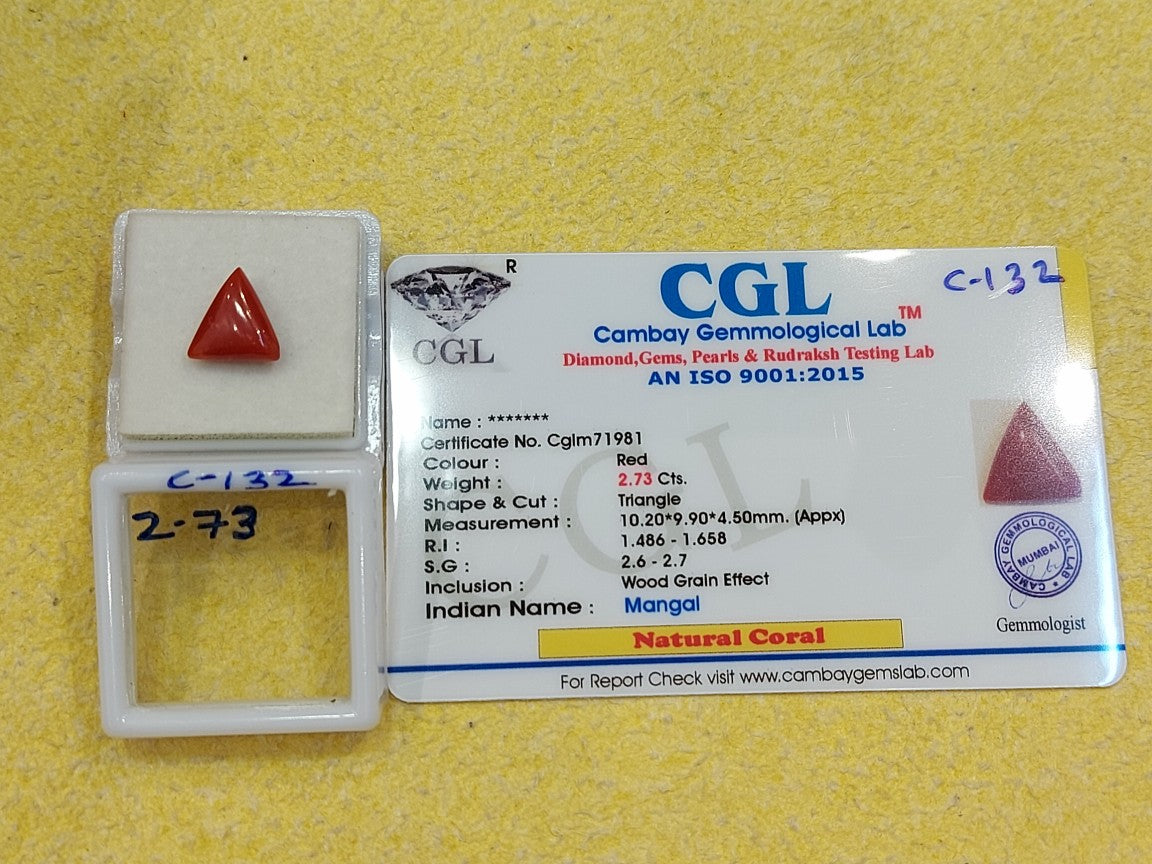 C-132
2-73
R
CGL
C-132
CGL
TM
Cambay Gemmological Lab
Diamond,Gems, Pearls & Rudraksh Testing Lab
AN ISO 9001:2015
Name : *******
Certificate No. Cglm71981
Colour : Red
Weight : 2.73 Cts.
Shape & Cut : Triangle
Measurement : 10.20*9.90*4.50mm. (Appx)
R.I : 1.486 - 1.658
S.G : 2.6 - 2.7
Inclusion : Wood Grain Effect
Indian Name : Mangal
CGL
Natural Coral
For Report Check visit www.cambaygemslab.com
CAMBAY GEMMOLOGICAL LAB
MUMBAI
Gemmologist